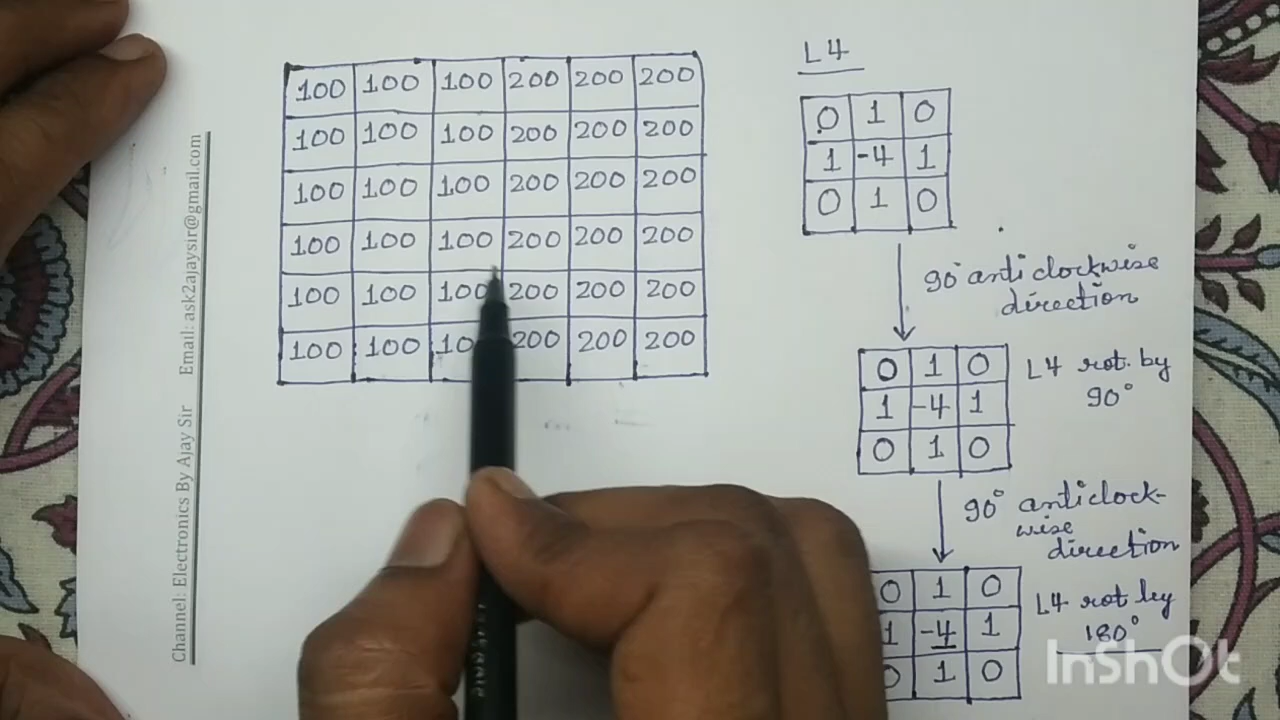 Channel: Electronics By Ajay Sir Email: ask2ajaysir@gmail.com
100 100 100 200 200 200
100 100 100 200 200 200
100 100 100 200 200 200
100 100 100 200 200 200
100 100 100 200 200 200
100 100 10 200 200 200
L4
0 1 0
1 -4 1
0 1 0
90° anticlockwise
direction
0 1 0
1 -4 1
0 1 0
L4 rot. by
90°
90° anticlock-
wise
direction
0 1 0
1 -4 1
0 1 0
L4 rot by
180°
InShOt